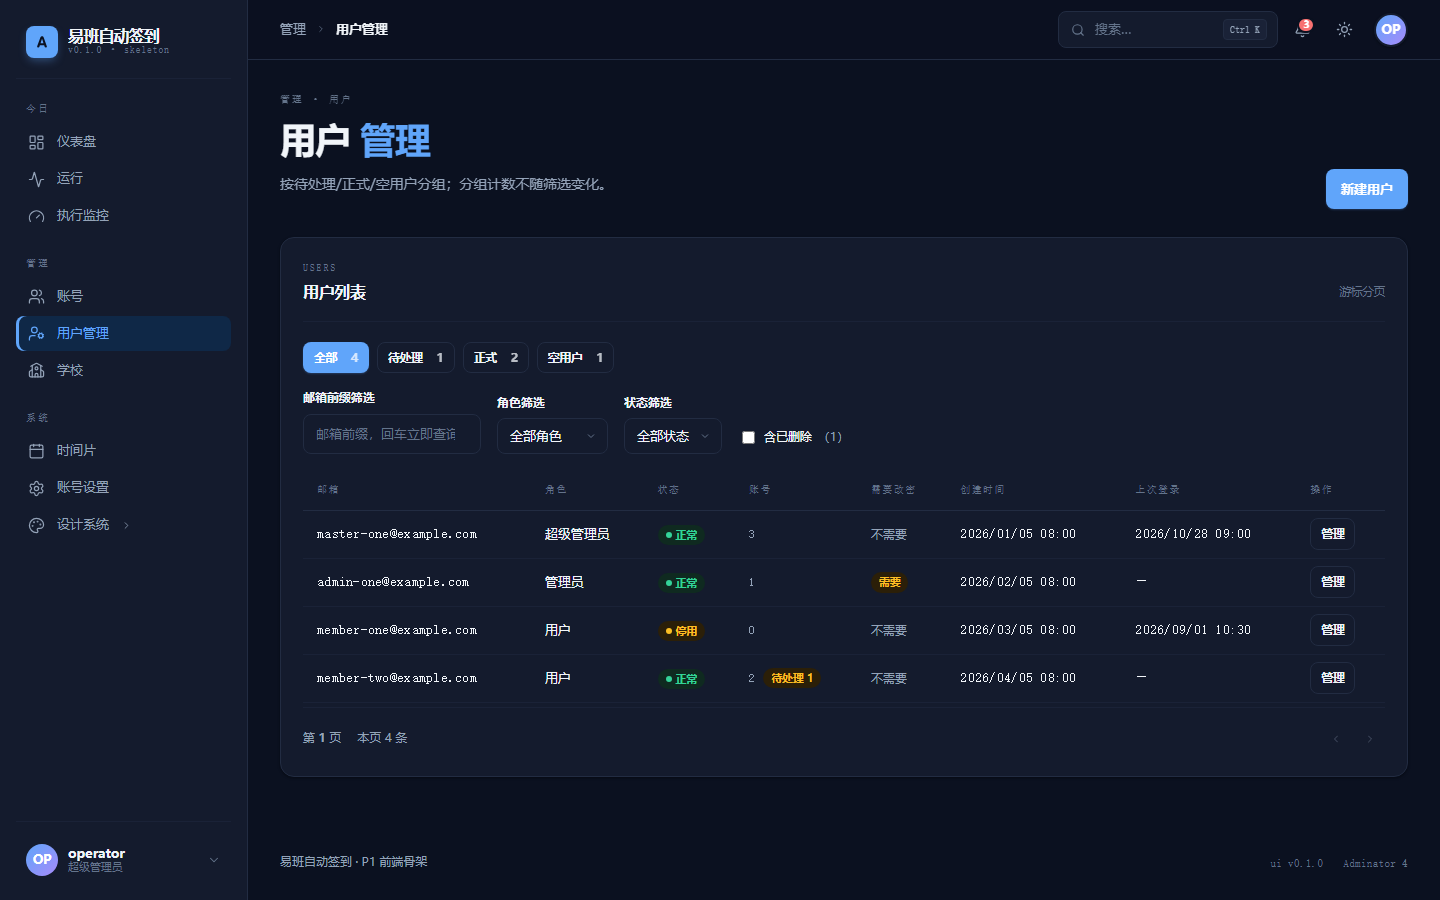 A
易班自动签到
v0.1.0 • skeleton
今日
仪表盘
运行
执行监控
管理
账号
用户管理
学校
系统
时间片
账号设置
设计系统
OP
operator
超级管理员
管理 › 用户管理
搜索... Ctrl K
3
OP
管理 • 用户
用户 管理
按待处理/正式/空用户分组；分组计数不随筛选变化。
新建用户
USERS
用户列表
游标分页
全部 4 待处理 1 正式 2 空用户 1
邮箱前缀筛选 角色筛选 状态筛选
邮箱前缀，回车立即查询 全部角色 全部状态 含已删除 (1)
邮箱 角色 状态 账号 需要改密 创建时间 上次登录 操作
master-one@example.com 超级管理员 正常 3 不需要 2026/01/05 08:00 2026/10/28 09:00 管理
admin-one@example.com 管理员 正常 1 需要 2026/02/05 08:00 — 管理
member-one@example.com 用户 停用 0 不需要 2026/03/05 08:00 2026/09/01 10:30 管理
member-two@example.com 用户 正常 2 待处理 1 不需要 2026/04/05 08:00 — 管理
第 1 页 本页 4 条
易班自动签到 · P1 前端骨架
ui v0.1.0 Adminator 4